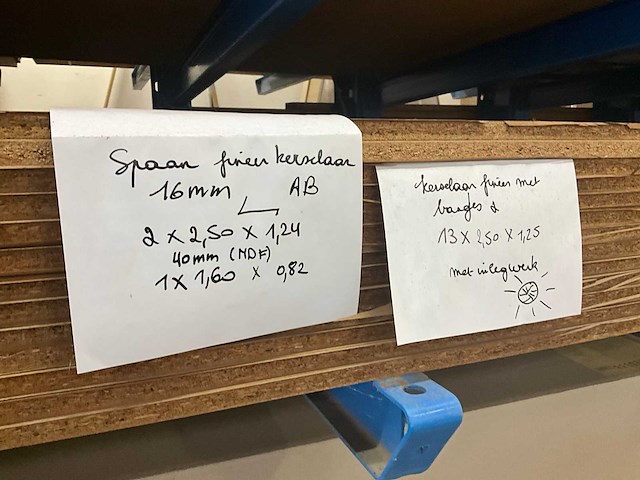 Spaan fineer kerselaar
16mm AB
2 x 2,50 x 1,24
40mm (MDF)
1x 1,60 x 0,82
kerselaar fineer met
13 x 2,50 x 1,25
met inlegwerk